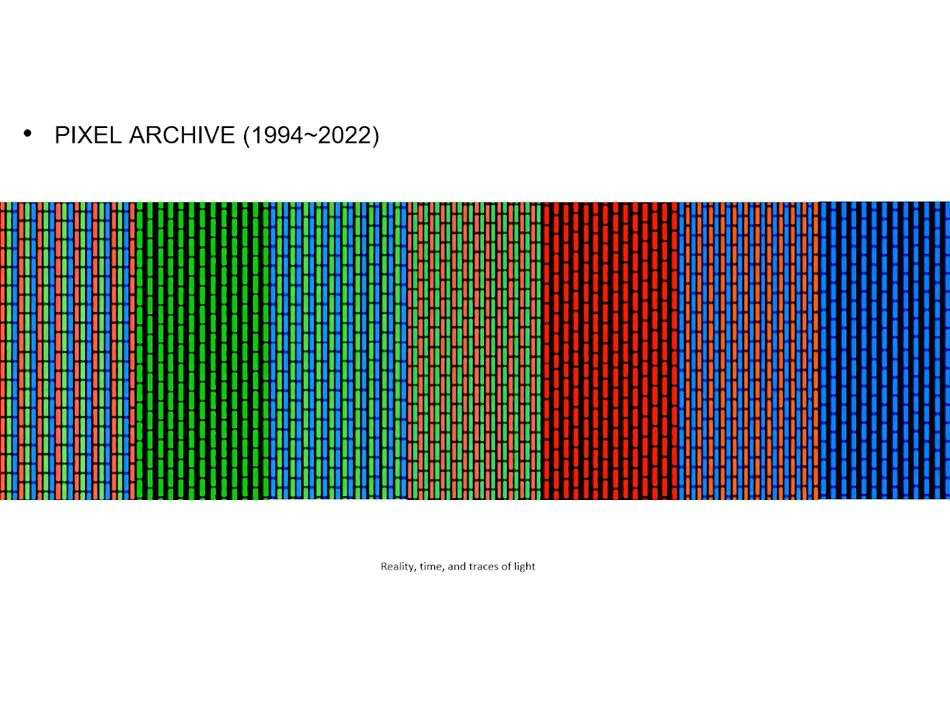 • PIXEL ARCHIVE (1994~2022)
Reality, time, and traces of light